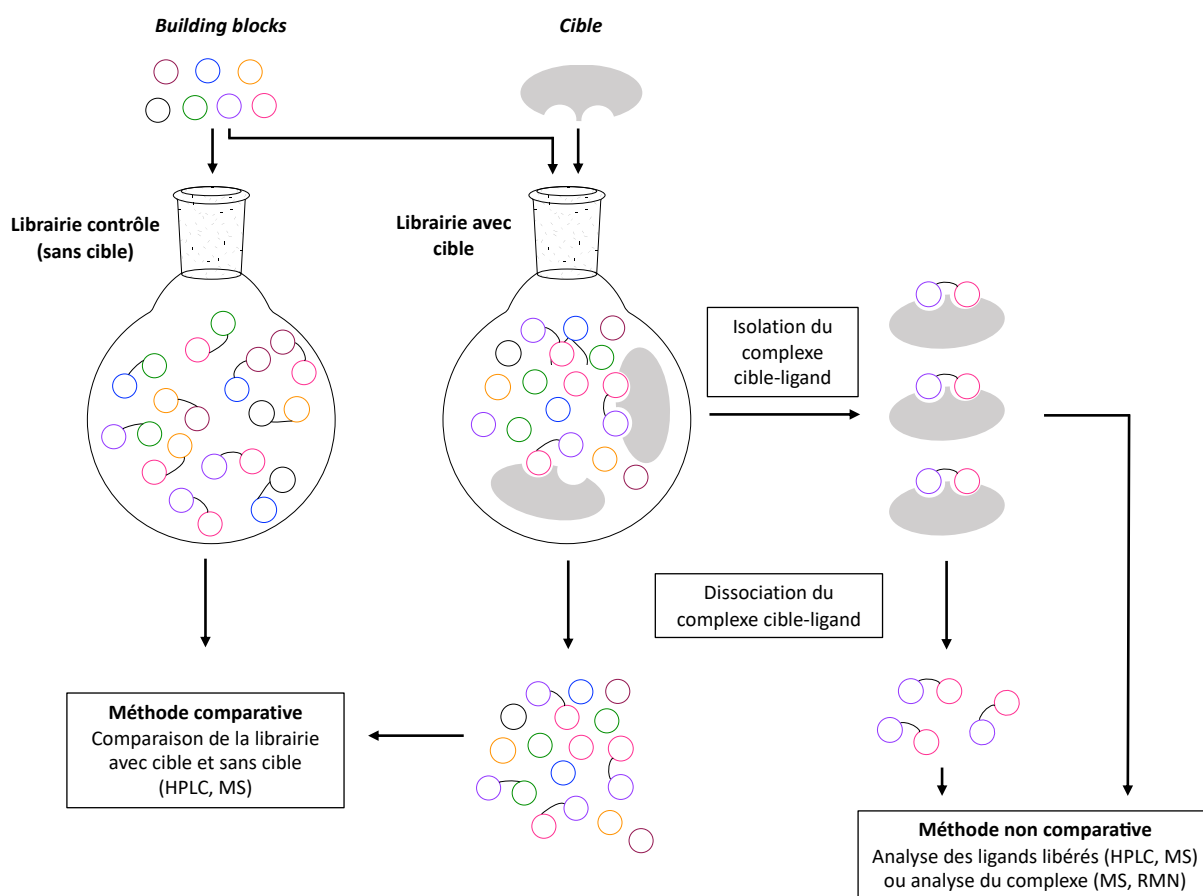 Building blocks
Cible
Librairie contrôle
(sans cible)
Librairie avec
cible
Isolation du
complexe
cible-ligand
Dissociation du
complexe cible-ligand
Méthode comparative
Comparaison de la librairie
avec cible et sans cible
(HPLC, MS)
Méthode non comparative
Analyse des ligands libérés (HPLC, MS)
ou analyse du complexe (MS, RMN)